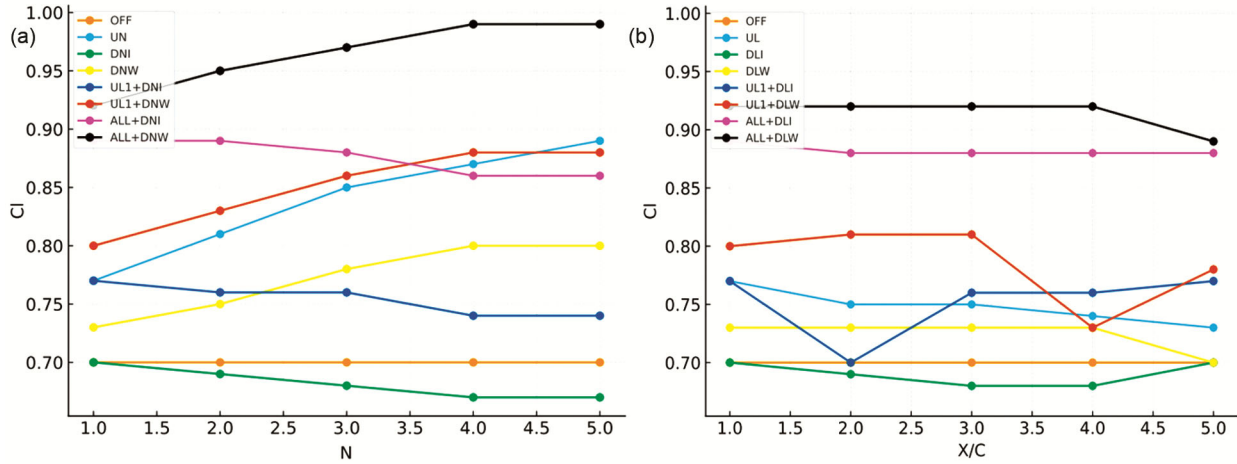 (a)
1.00
0.95
0.90
0.85
0.80
0.75
0.70
CI
OFF
UN
DNI
DNW
UL1+DNI
UL1+DNW
ALL+DNI
ALL+DNW
1.0 1.5 2.0 2.5 3.0 3.5 4.0 4.5 5.0
N
(b)
1.00
0.95
0.90
0.85
0.80
0.75
0.70
CI
OFF
UL
DLI
DLW
UL1+DLI
UL1+DLW
ALL+DLI
ALL+DLW
1.0 1.5 2.0 2.5 3.0 3.5 4.0 4.5 5.0
X/C